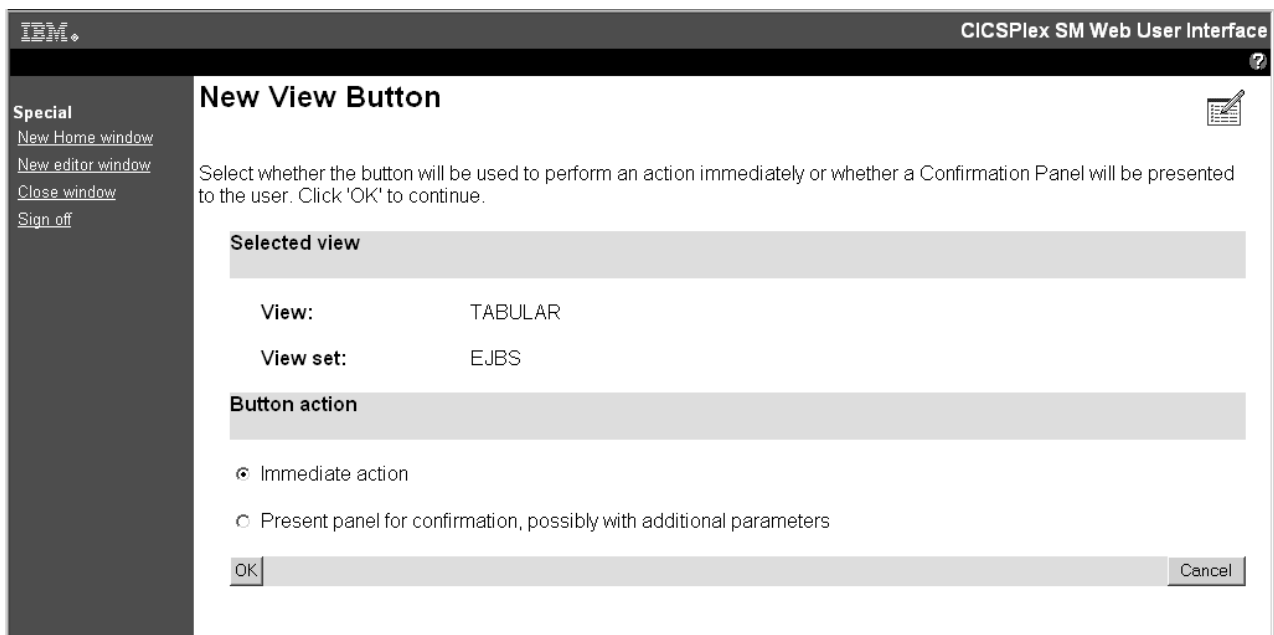 IBM.
CICSPlex SM Web User Interface
?
Special
New Home window
New editor window
Close window
Sign off
New View Button
Select whether the button will be used to perform an action immediately or whether a Confirmation Panel will be presented
to the user. Click 'OK' to continue.
Selected view
View: TABULAR
View set: EJBS
Button action
Immediate action
Present panel for confirmation, possibly with additional parameters
OK
Cancel